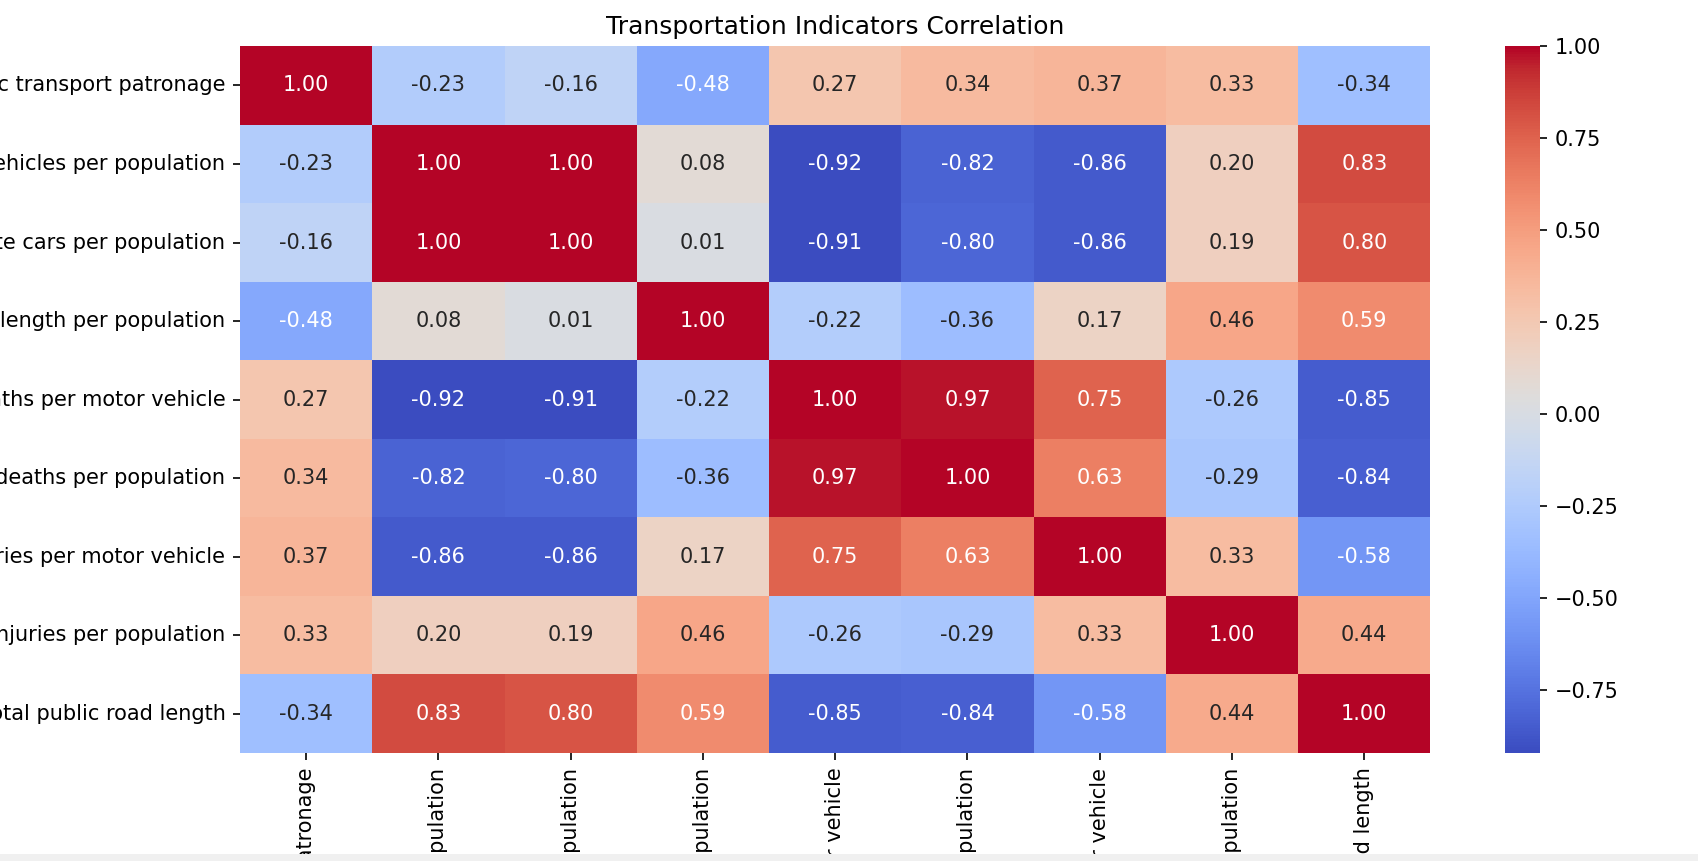 Transportation Indicators Correlation
c transport patronage 1.00 -0.23 -0.16 -0.48 0.27 0.34 0.37 0.33 -0.34
ehicles per population -0.23 1.00 1.00 0.08 -0.92 -0.82 -0.86 0.20 0.83
te cars per population -0.16 1.00 1.00 0.01 -0.91 -0.80 -0.86 0.19 0.80
length per population -0.48 0.08 0.01 1.00 -0.22 -0.36 0.17 0.46 0.59
ths per motor vehicle 0.27 -0.92 -0.91 -0.22 1.00 0.97 0.75 -0.26 -0.85
deaths per population 0.34 -0.82 -0.80 -0.36 0.97 1.00 0.63 -0.29 -0.84
ries per motor vehicle 0.37 -0.86 -0.86 0.17 0.75 0.63 1.00 0.33 -0.58
njuries per population 0.33 0.20 0.19 0.46 -0.26 -0.29 0.33 1.00 0.44
otal public road length -0.34 0.83 0.80 0.59 -0.85 -0.84 -0.58 0.44 1.00
atronage
pulation
pulation
pulation
r vehicle
pulation
r vehicle
pulation
d length
1.00
0.75
0.50
0.25
0.00
−0.25
−0.50
−0.75